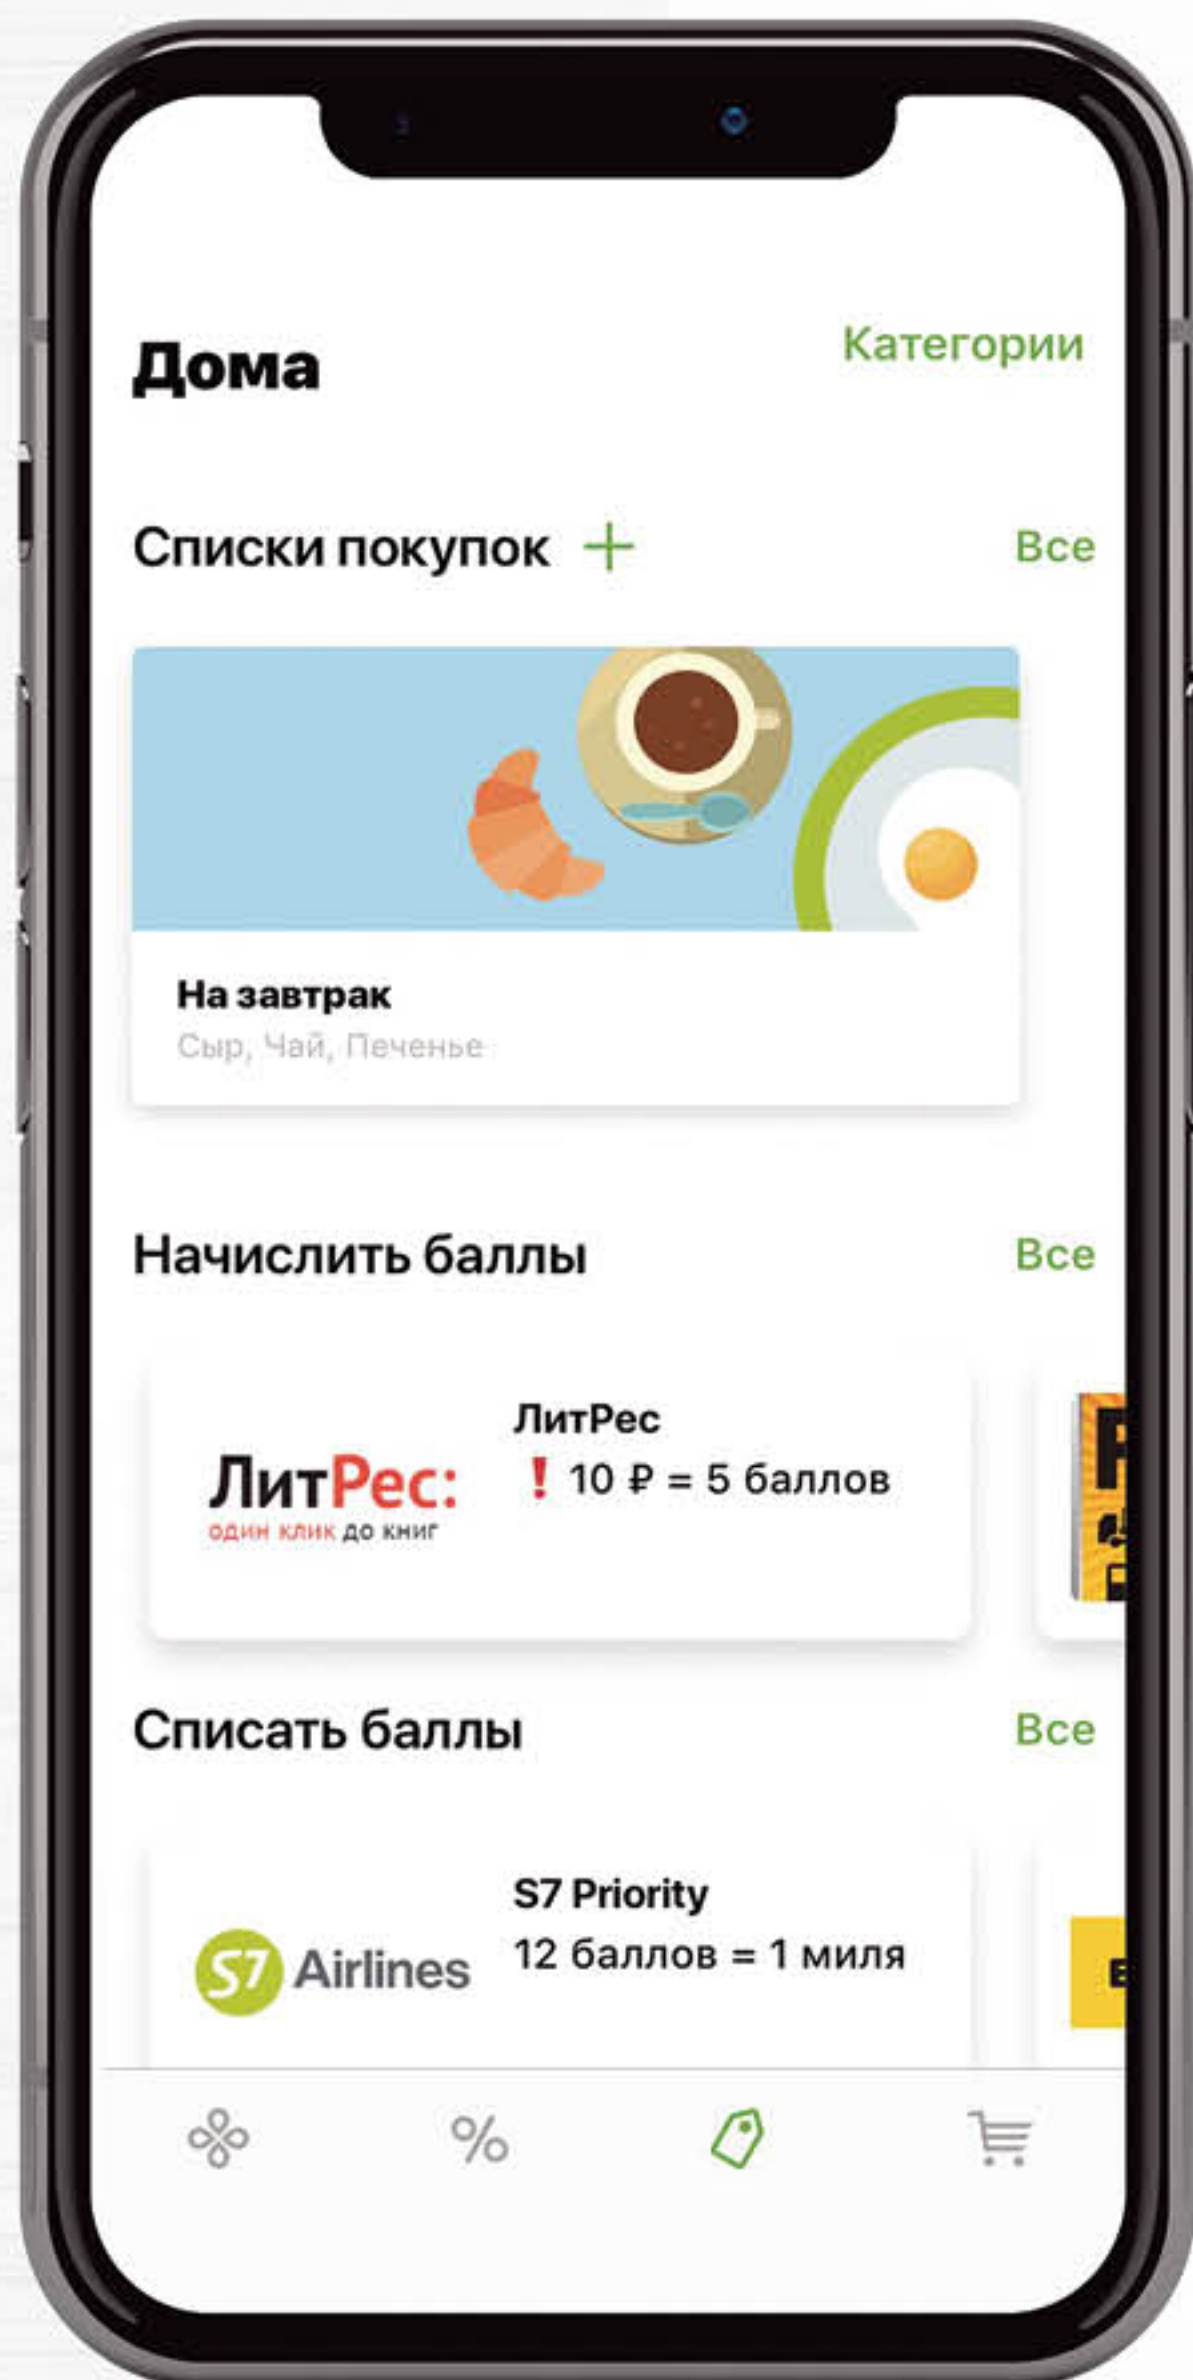 Дома
Категории
Списки покупок
Все
На завтрак
Сыр, Чай, Печенье
Начислить баллы
Все
ЛитРес:
один клик до книг
ЛитРес
❗ 10 ₽ = 5 баллов
Списать баллы
Все
S7 Airlines
S7 Priority
12 баллов = 1 миля
%